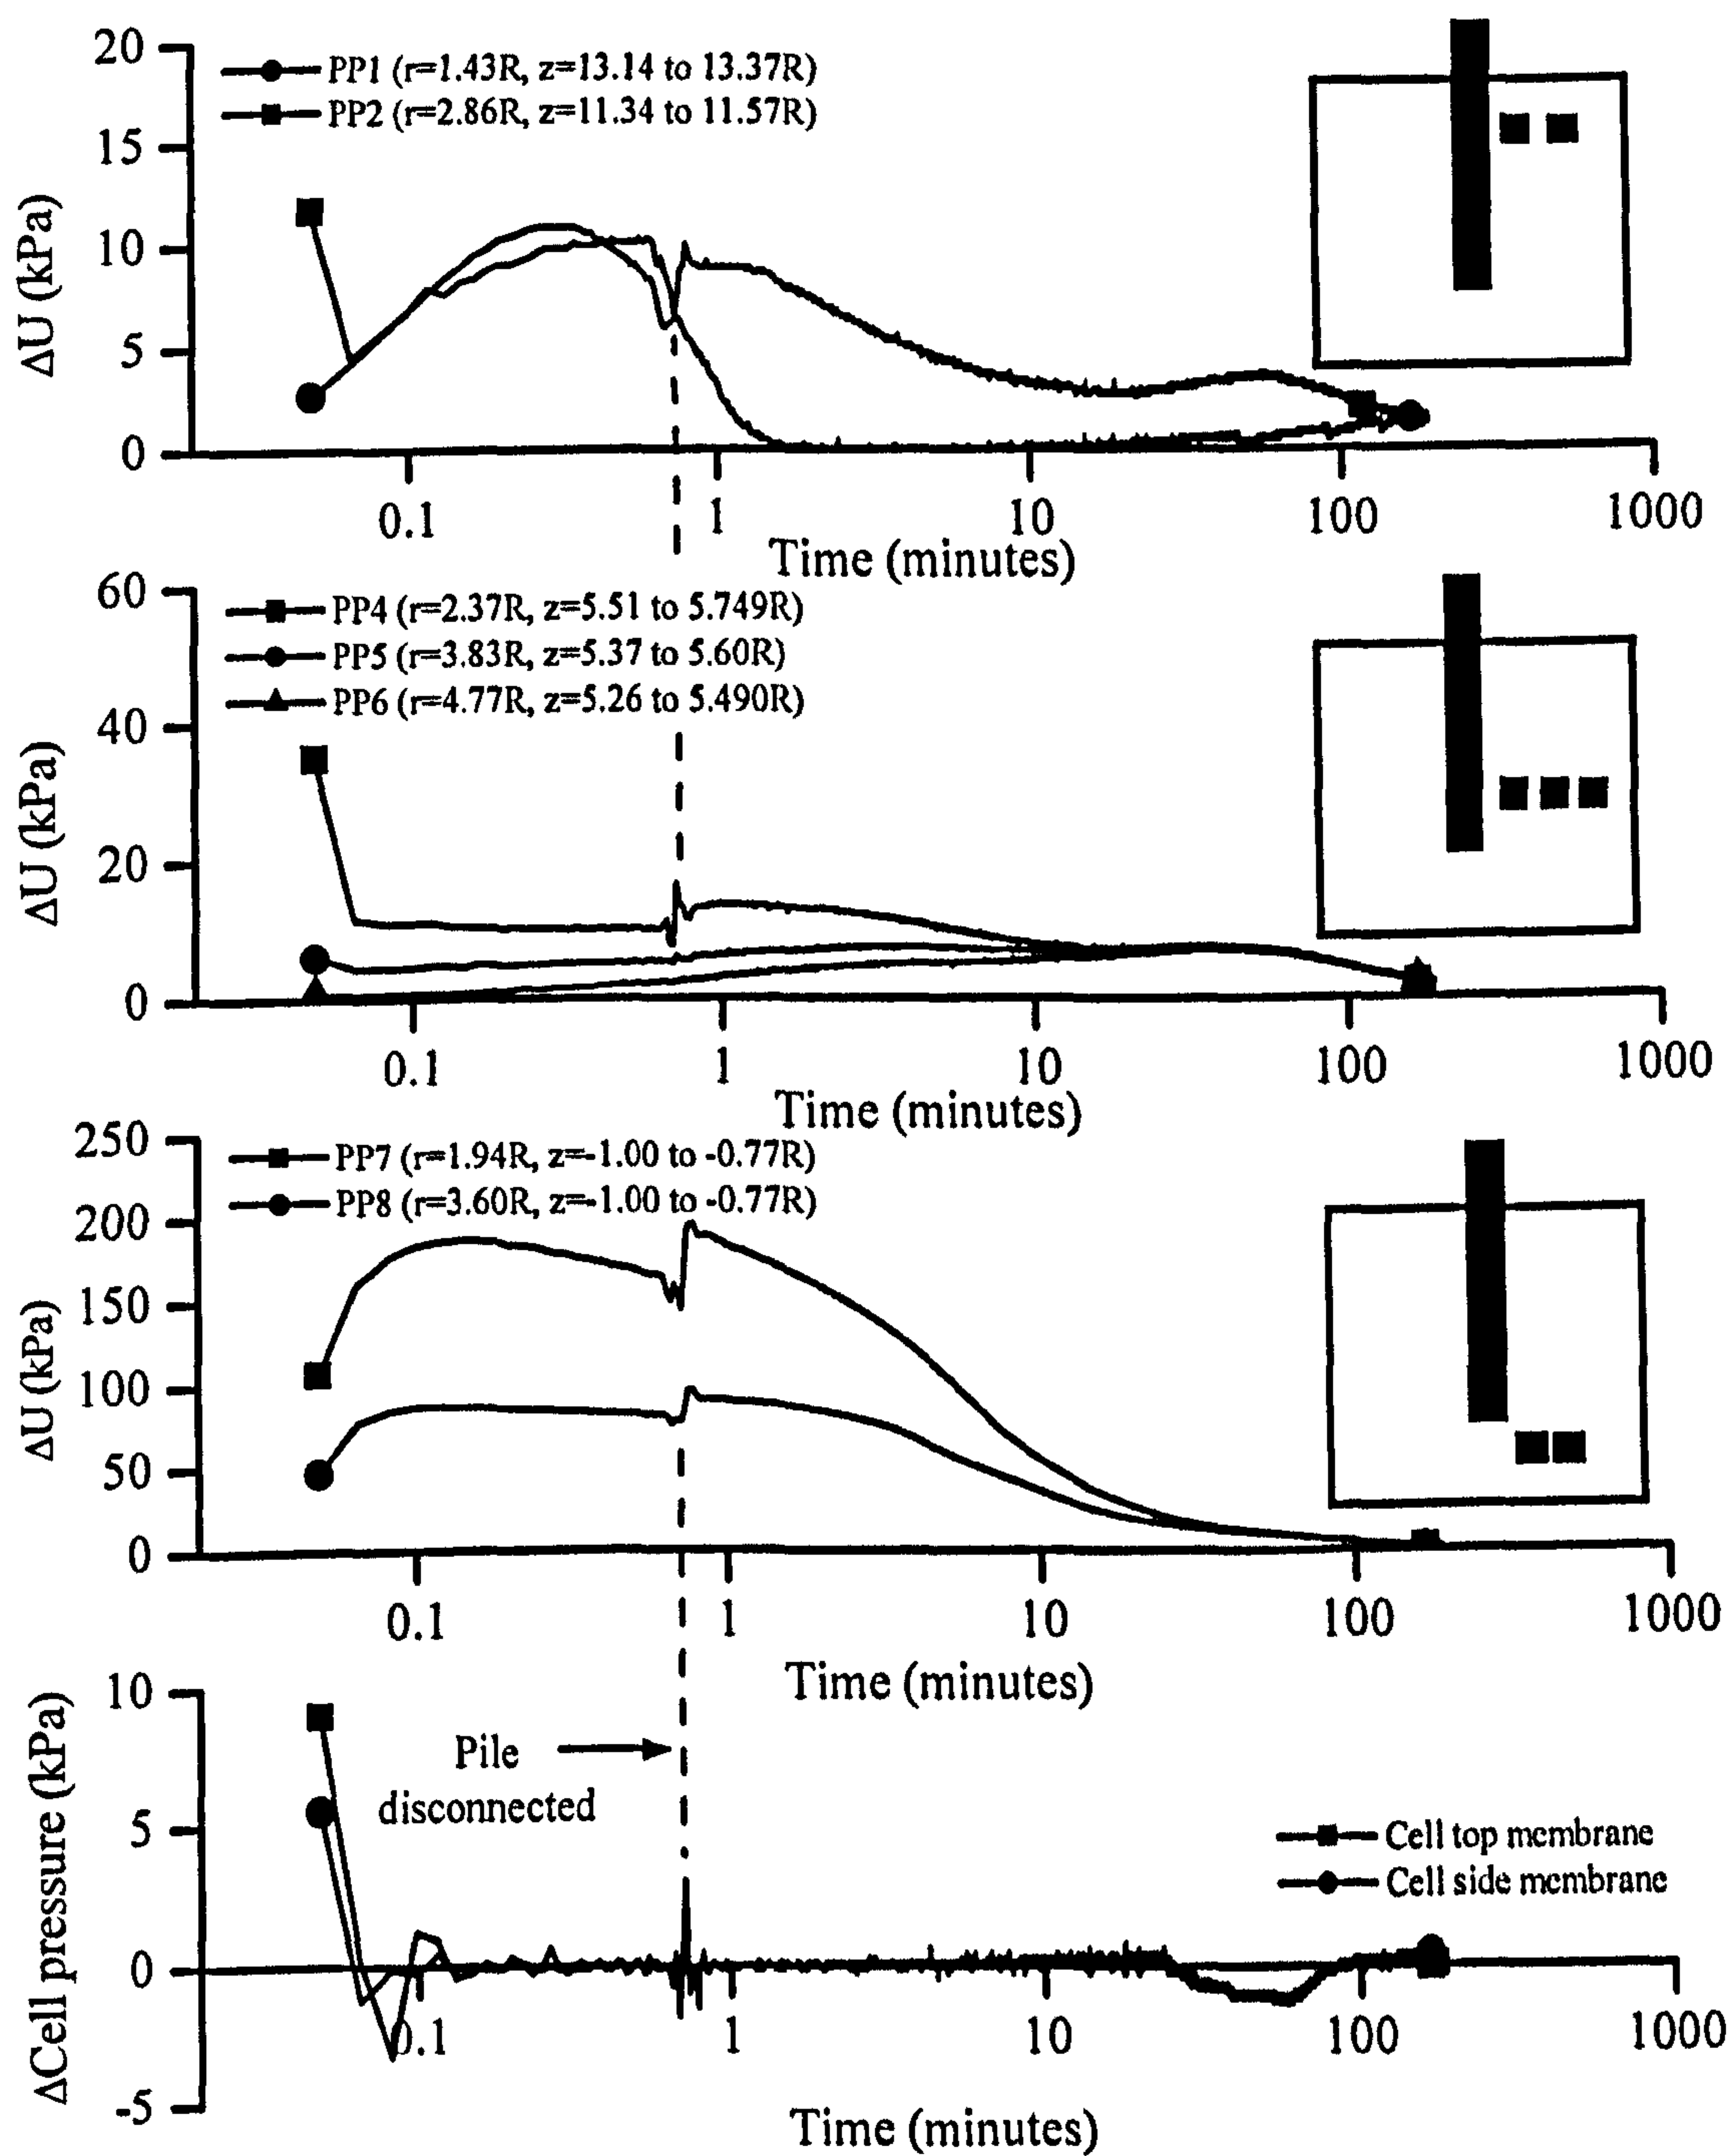 20
PP1 (r=1.43R, z=13.14 to 13.37R)
PP2 (r=2.86R, z=11.34 to 11.57R)
15
10
5
0
ΔU (kPa)
0.1 1 10 100 1000
Time (minutes)
60
PP4 (r=2.37R, z=5.51 to 5.749R)
PP5 (r=3.83R, z=5.37 to 5.60R)
PP6 (r=4.77R, z=5.26 to 5.490R)
40
20
0
ΔU (kPa)
0.1 1 10 100 1000
Time (minutes)
250
PP7 (r=1.94R, z=-1.00 to -0.77R)
PP8 (r=3.60R, z=-1.00 to -0.77R)
200
150
100
50
0
ΔU (kPa)
0.1 1 10 100 1000
Time (minutes)
10
Pile
disconnected
5
Cell top membrane
Cell side membrane
0
-5
ΔCell pressure (kPa)
0.1 1 10 100 1000
Time (minutes)